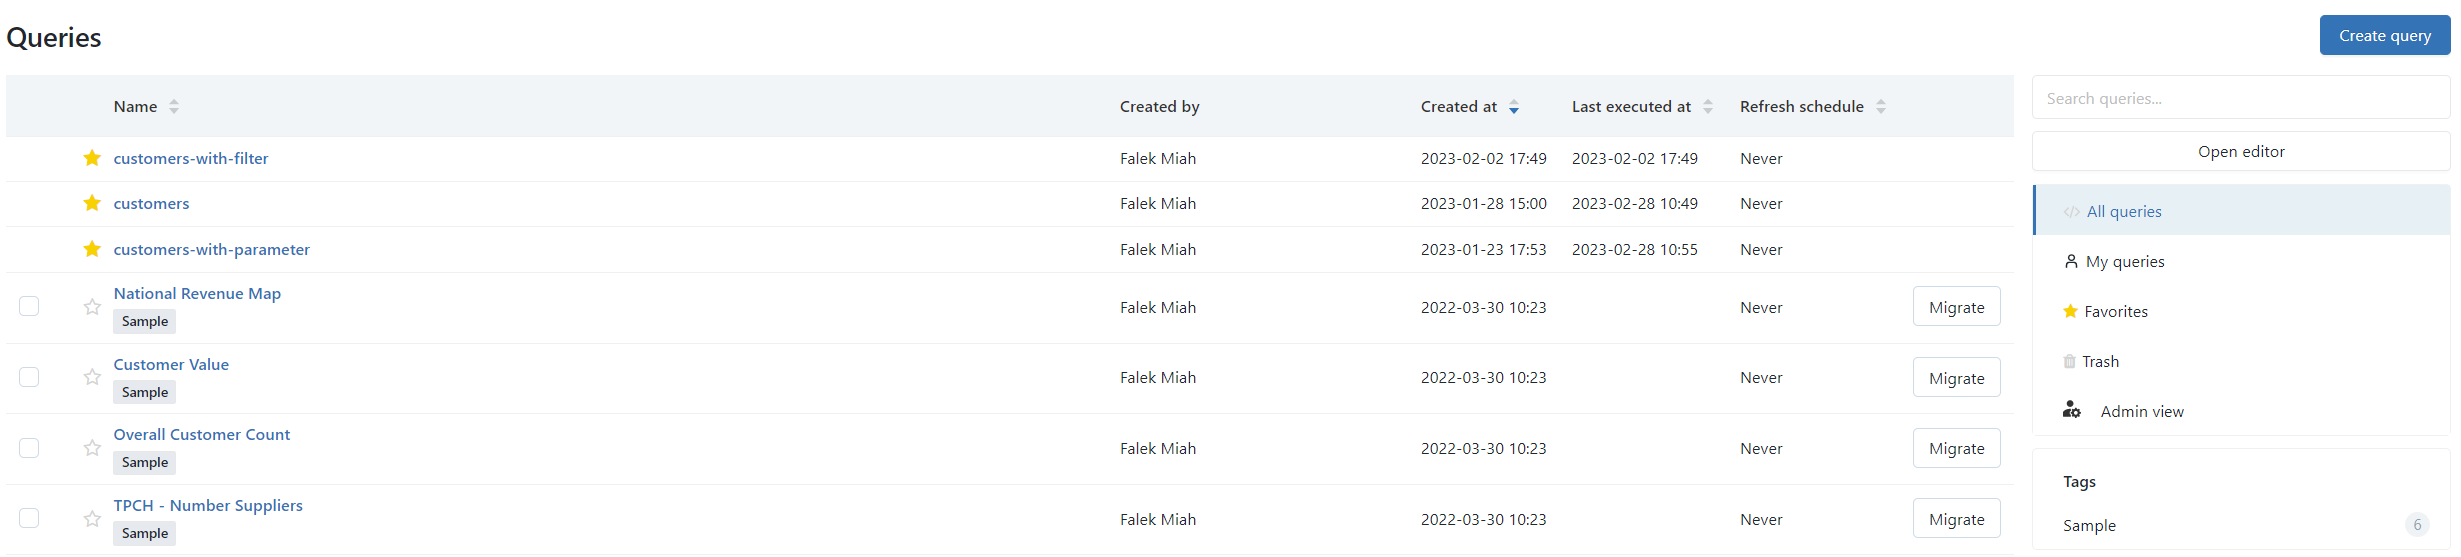 Queries
Create query
Name Created by Created at Last executed at Refresh schedule
Search queries...
customers-with-filter Falek Miah 2023-02-02 17:49 2023-02-02 17:49 Never
Open editor
customers Falek Miah 2023-01-28 15:00 2023-02-28 10:49 Never
All queries
customers-with-parameter Falek Miah 2023-01-23 17:53 2023-02-28 10:55 Never
My queries
National Revenue Map
Sample
Falek Miah 2022-03-30 10:23 Never Migrate
Favorites
Customer Value
Sample
Falek Miah 2022-03-30 10:23 Never Migrate
Trash
Admin view
Overall Customer Count
Sample
Falek Miah 2022-03-30 10:23 Never Migrate
Tags
TPCH - Number Suppliers
Sample
Falek Miah 2022-03-30 10:23 Never Migrate
Sample 6